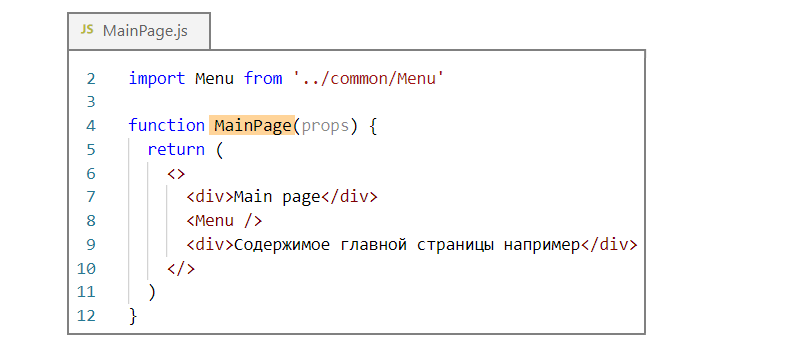 JS MainPage.js
2 import Menu from '../common/Menu'
3
4 function MainPage(props) {
5 return (
6 <>
7 <div>Main page</div>
8 <Menu />
9 <div>Содержимое главной страницы например</div>
10 </>
11 )
12 }